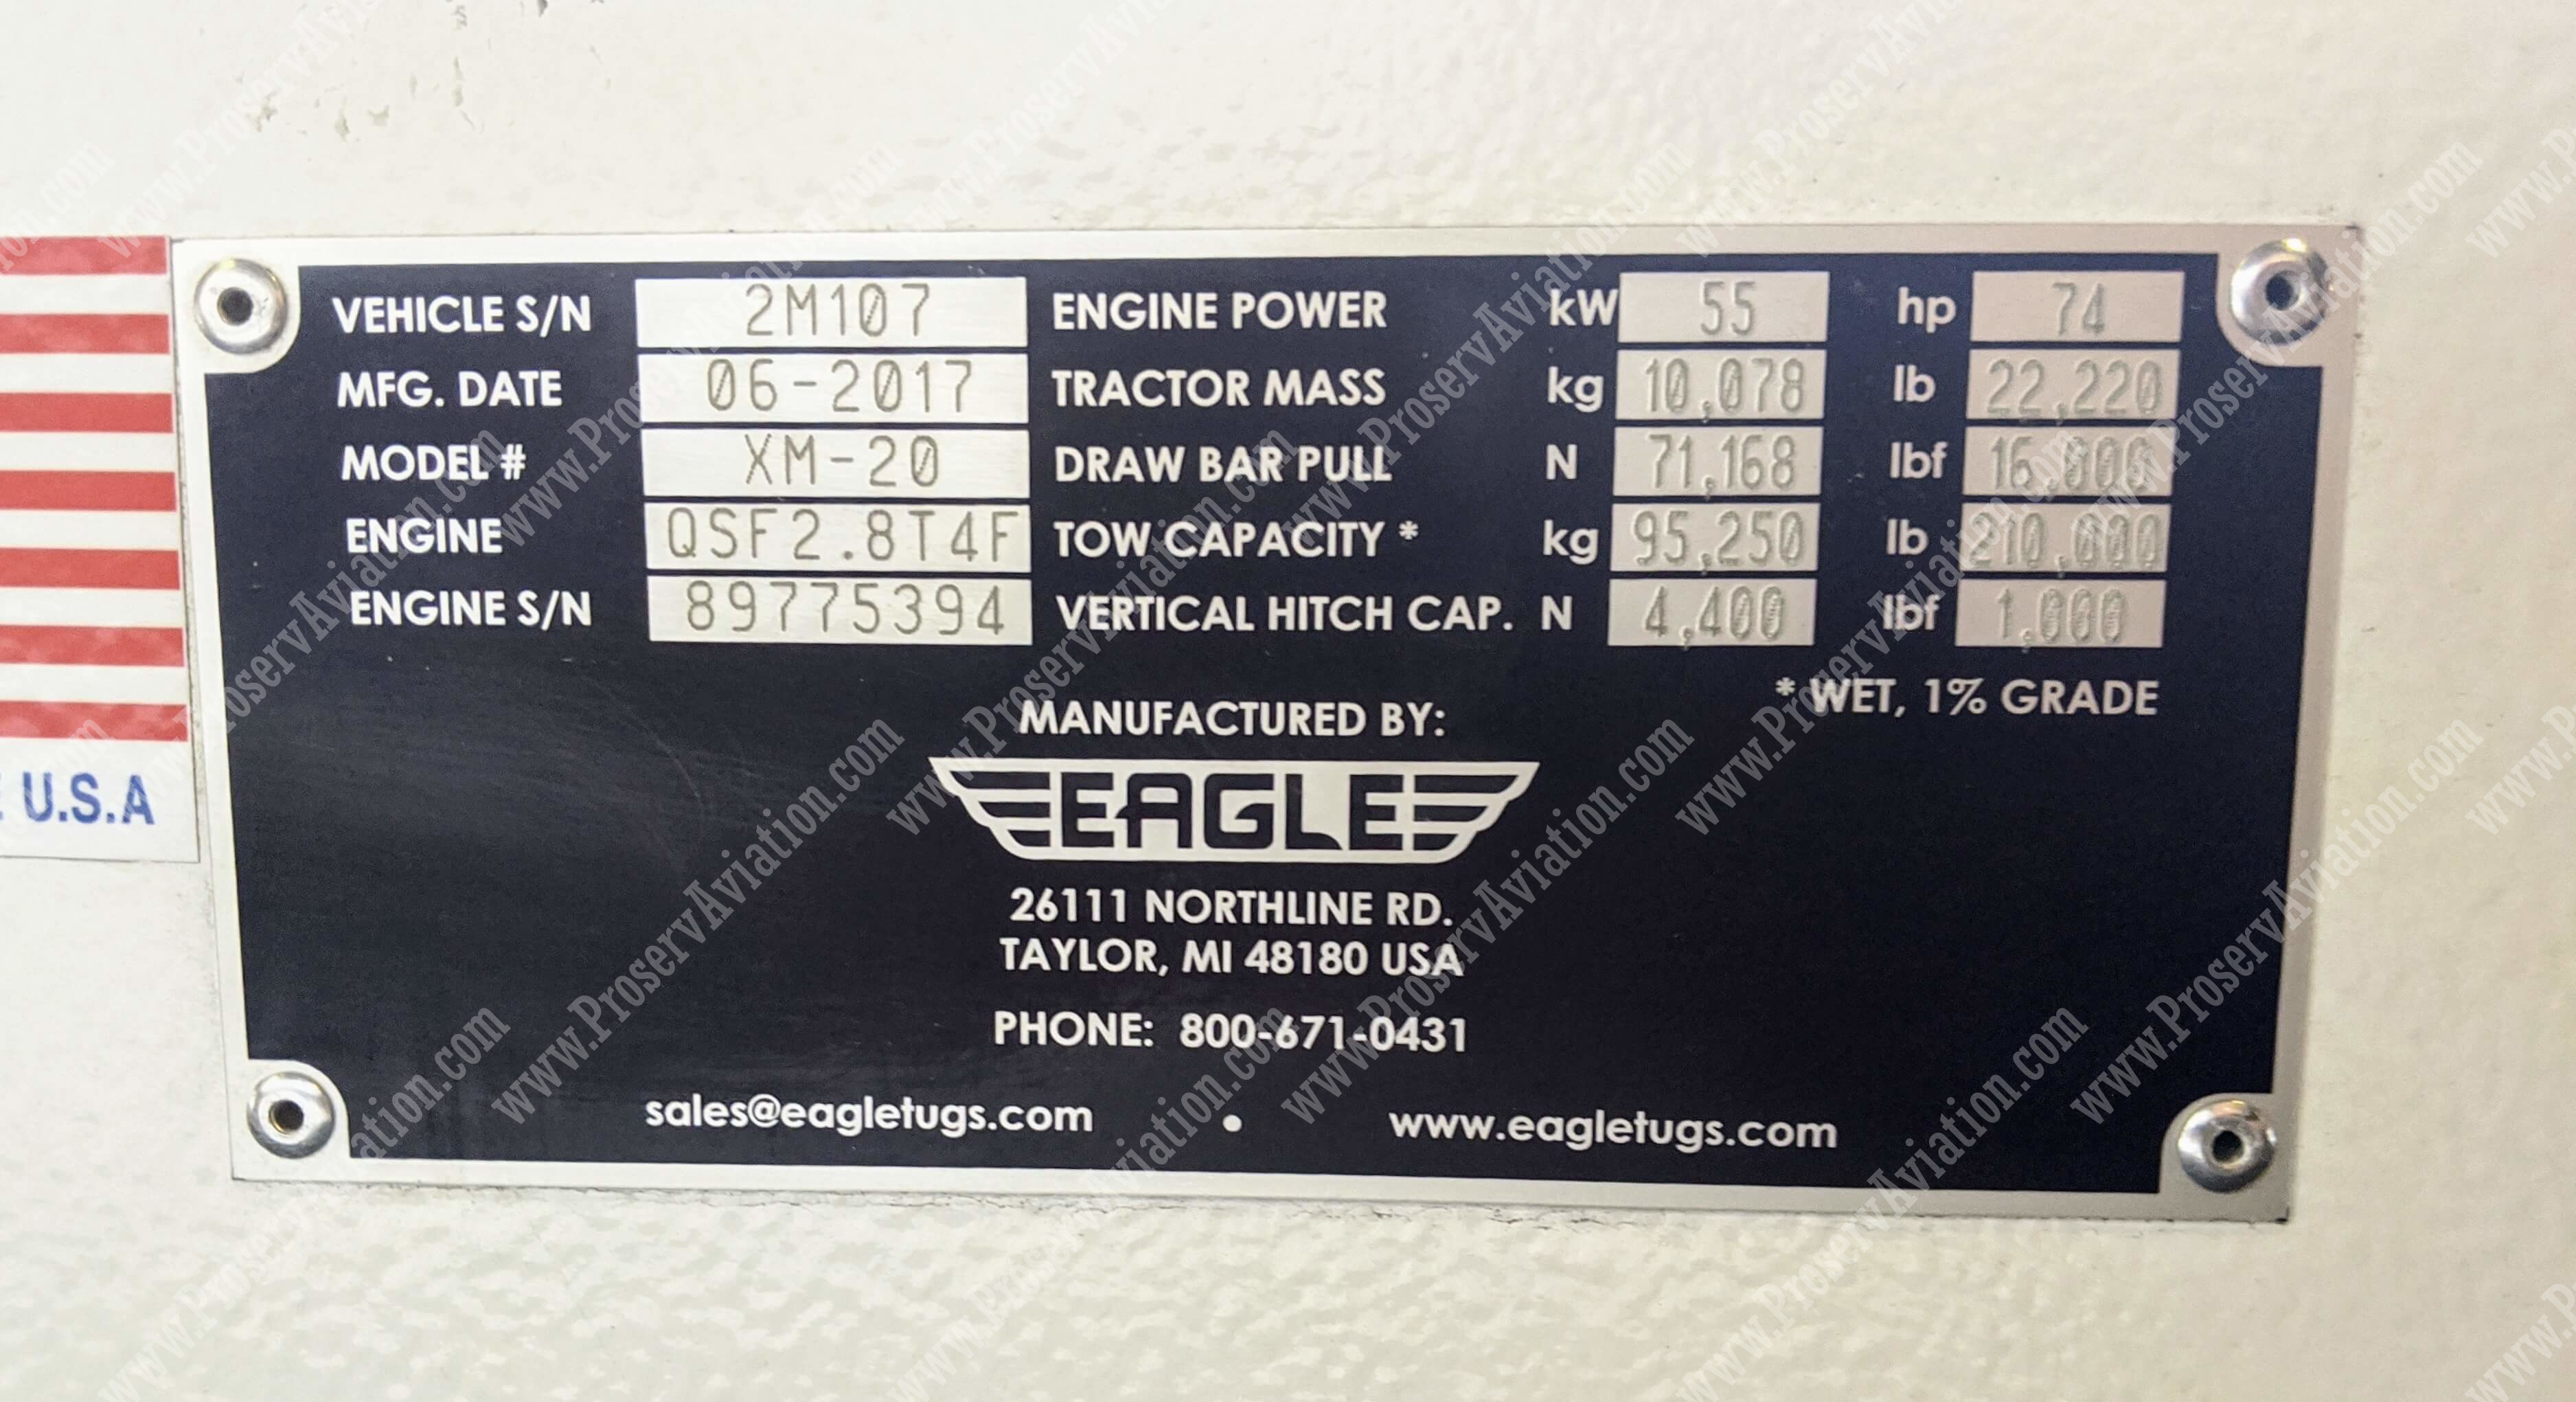 VEHICLE S/N 2M107 ENGINE POWER kW 55 hp 74
MFG. DATE 06-2017 TRACTOR MASS kg 10,078 lb 22,220
MODEL # XM-20 DRAW BAR PULL N 71,168 lbf 16,000
ENGINE QSF2.8T4F TOW CAPACITY * kg 95,250 lb 210,000
ENGINE S/N 89775394 VERTICAL HITCH CAP. N 4,400 lbf 1,000
* WET, 1% GRADE
MANUFACTURED BY:
EAGLE
U.S.A
26111 NORTHLINE RD.
TAYLOR, MI 48180 USA
PHONE: 800-671-0431
sales@eagletugs.com • www.eagletugs.com
www.ProservAviation.com